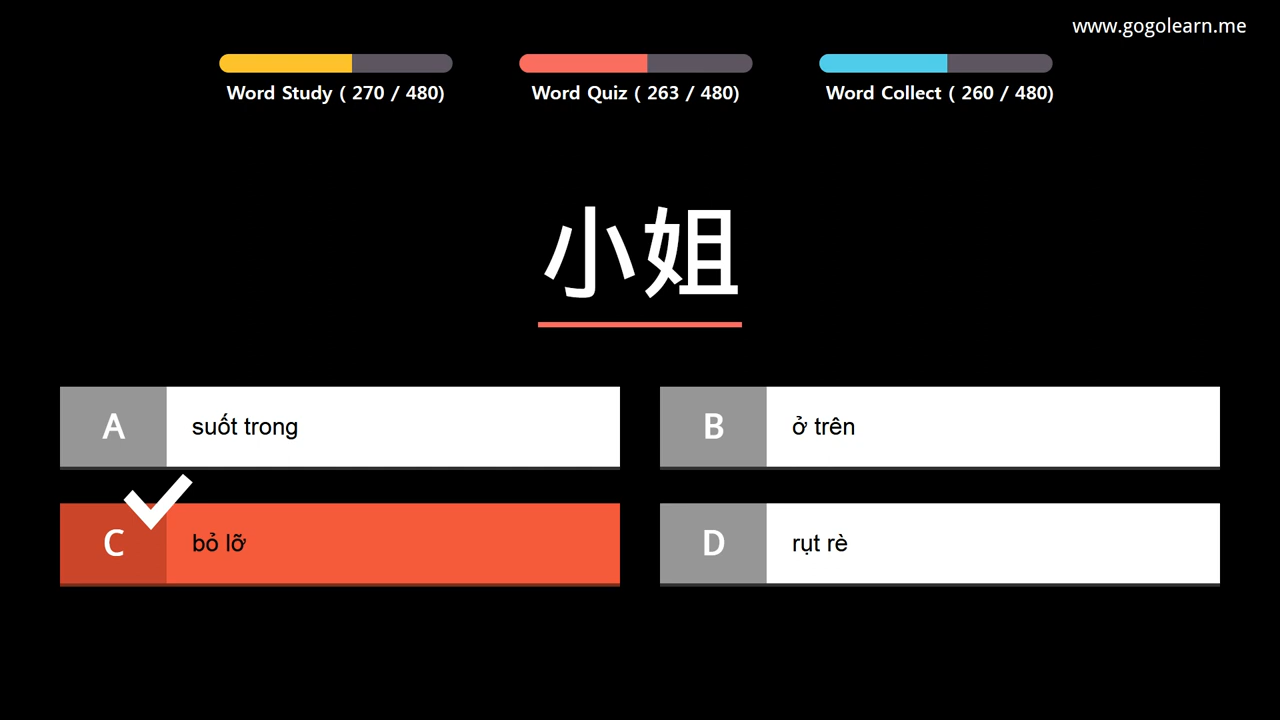 www.gogolearn.me
Word Study ( 270 / 480)
Word Quiz ( 263 / 480)
Word Collect ( 260 / 480)
小姐
A suốt trong
B ở trên
C bỏ lỡ
D rụt rè